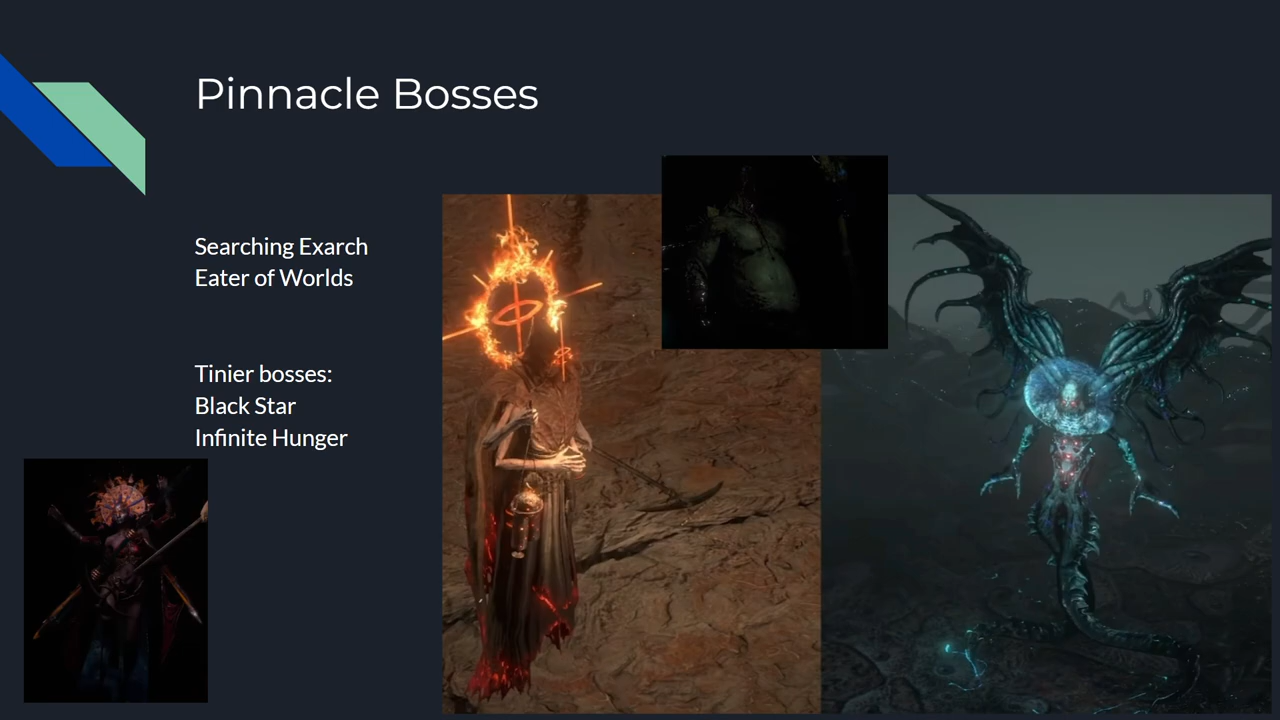 Pinnacle Bosses
Searching Exarch
Eater of Worlds
Tinier bosses:
Black Star
Infinite Hunger